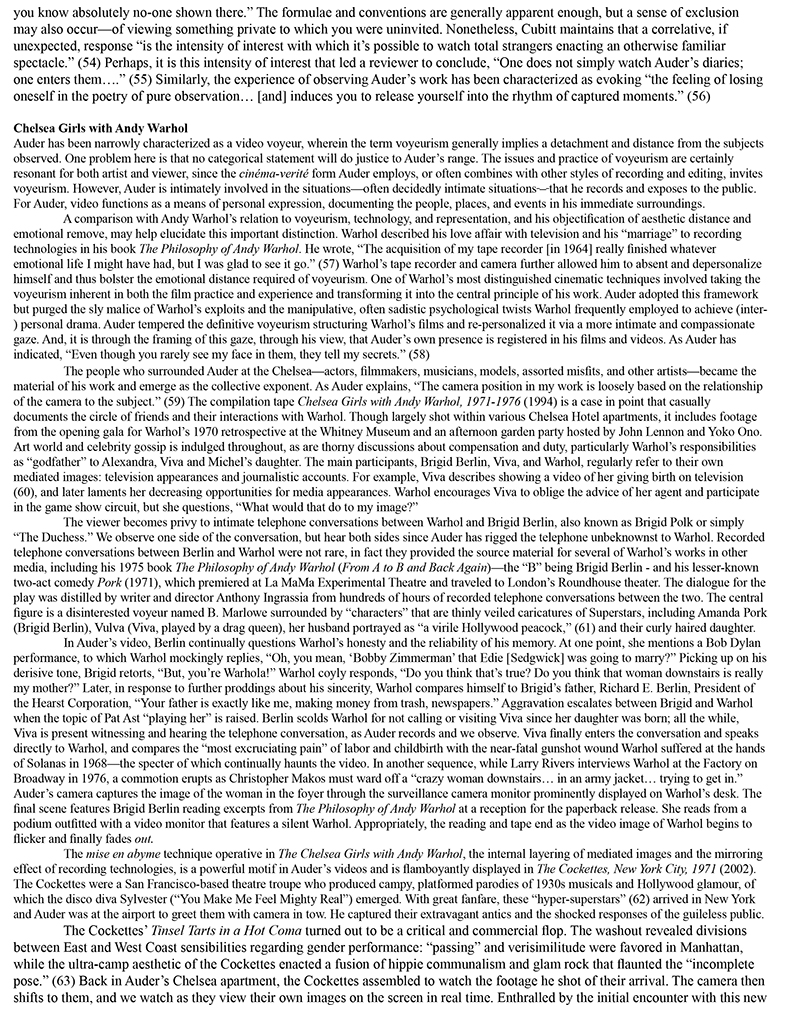 you know absolutely no-one shown there.” The formulae and conventions are generally apparent enough, but a sense of exclusion
may also occur—of viewing something private to which you were uninvited. Nonetheless, Cubitt maintains that a correlative, if
unexpected, response “is the intensity of interest with which it’s possible to watch total strangers enacting an otherwise familiar
spectacle.” (54) Perhaps, it is this intensity of interest that led a reviewer to conclude, “One does not simply watch Auder’s diaries;
one enters them….” (55) Similarly, the experience of observing Auder’s work has been characterized as evoking “the feeling of losing
oneself in the poetry of pure observation… [and] induces you to release yourself into the rhythm of captured moments.” (56)
Chelsea Girls with Andy Warhol
Auder has been narrowly characterized as a video voyeur, wherein the term voyeurism generally implies a detachment and distance from the subjects
observed. One problem here is that no categorical statement will do justice to Auder’s range. The issues and practice of voyeurism are certainly
resonant for both artist and viewer, since the cinéma-verité form Auder employs, or often combines with other styles of recording and editing, invites
voyeurism. However, Auder is intimately involved in the situations—often decidedly intimate situations—that he records and exposes to the public.
For Auder, video functions as a means of personal expression, documenting the people, places, and events in his immediate surroundings.
A comparison with Andy Warhol’s relation to voyeurism, technology, and representation, and his objectification of aesthetic distance and
emotional remove, may help elucidate this important distinction. Warhol described his love affair with television and his “marriage” to recording
technologies in his book The Philosophy of Andy Warhol. He wrote, “The acquisition of my tape recorder [in 1964] really finished whatever
emotional life I might have had, but I was glad to see it go.” (57) Warhol’s tape recorder and camera further allowed him to absent and depersonalize
himself and thus bolster the emotional distance required of voyeurism. One of Warhol’s most distinguished cinematic techniques involved taking the
voyeurism inherent in both the film practice and experience and transforming it into the central principle of his work. Auder adopted this framework
but purged the sly malice of Warhol’s exploits and the manipulative, often sadistic psychological twists Warhol frequently employed to achieve (inter-
) personal drama. Auder tempered the definitive voyeurism structuring Warhol’s films and re-personalized it via a more intimate and compassionate
gaze. And, it is through the framing of this gaze, through his view, that Auder’s own presence is registered in his films and videos. As Auder has
indicated, “Even though you rarely see my face in them, they tell my secrets.” (58)
The people who surrounded Auder at the Chelsea—actors, filmmakers, musicians, models, assorted misfits, and other artists—became the
material of his work and emerge as the collective exponent. As Auder explains, “The camera position in my work is loosely based on the relationship
of the camera to the subject.” (59) The compilation tape Chelsea Girls with Andy Warhol, 1971-1976 (1994) is a case in point that casually
documents the circle of friends and their interactions with Warhol. Though largely shot within various Chelsea Hotel apartments, it includes footage
from the opening gala for Warhol’s 1970 retrospective at the Whitney Museum and an afternoon garden party hosted by John Lennon and Yoko Ono.
Art world and celebrity gossip is indulged throughout, as are thorny discussions about compensation and duty, particularly Warhol’s responsibilities
as “godfather” to Alexandra, Viva and Michel’s daughter. The main participants, Brigid Berlin, Viva, and Warhol, regularly refer to their own
mediated images: television appearances and journalistic accounts. For example, Viva describes showing a video of her giving birth on television
(60), and later laments her decreasing opportunities for media appearances. Warhol encourages Viva to oblige the advice of her agent and participate
in the game show circuit, but she questions, “What would that do to my image?”
The viewer becomes privy to intimate telephone conversations between Warhol and Brigid Berlin, also known as Brigid Polk or simply
“The Duchess.” We observe one side of the conversation, but hear both sides since Auder has rigged the telephone unbeknownst to Warhol. Recorded
telephone conversations between Berlin and Warhol were not rare, in fact they provided the source material for several of Warhol’s works in other
media, including his 1975 book The Philosophy of Andy Warhol (From A to B and Back Again)—the “B” being Brigid Berlin - and his lesser-known
two-act comedy Pork (1971), which premiered at La MaMa Experimental Theatre and traveled to London’s Roundhouse theater. The dialogue for the
play was distilled by writer and director Anthony Ingrassia from hundreds of hours of recorded telephone conversations between the two. The central
figure is a disinterested voyeur named B. Marlowe surrounded by “characters” that are thinly veiled caricatures of Superstars, including Amanda Pork
(Brigid Berlin), Vulva (Viva, played by a drag queen), her husband portrayed as “a virile Hollywood peacock,” (61) and their curly haired daughter.
In Auder’s video, Berlin continually questions Warhol’s honesty and the reliability of his memory. At one point, she mentions a Bob Dylan
performance, to which Warhol mockingly replies, “Oh, you mean, ‘Bobby Zimmerman’ that Edie [Sedgwick] was going to marry?” Picking up on his
derisive tone, Brigid retorts, “But, you’re Warhola!” Warhol coyly responds, “Do you think that’s true? Do you think that woman downstairs is really
my mother?” Later, in response to further proddings about his sincerity, Warhol compares himself to Brigid’s father, Richard E. Berlin, President of
the Hearst Corporation, “Your father is exactly like me, making money from trash, newspapers.” Aggravation escalates between Brigid and Warhol
when the topic of Pat Ast “playing her” is raised. Berlin scolds Warhol for not calling or visiting Viva since her daughter was born; all the while,
Viva is present witnessing and hearing the telephone conversation, as Auder records and we observe. Viva finally enters the conversation and speaks
directly to Warhol, and compares the “most excruciating pain” of labor and childbirth with the near-fatal gunshot wound Warhol suffered at the hands
of Solanas in 1968—the specter of which continually haunts the video. In another sequence, while Larry Rivers interviews Warhol at the Factory on
Broadway in 1976, a commotion erupts as Christopher Makos must ward off a “crazy woman downstairs… in an army jacket… trying to get in.”
Auder’s camera captures the image of the woman in the foyer through the surveillance camera monitor prominently displayed on Warhol’s desk. The
final scene features Brigid Berlin reading excerpts from The Philosophy of Andy Warhol at a reception for the paperback release. She reads from a
podium outfitted with a video monitor that features a silent Warhol. Appropriately, the reading and tape end as the video image of Warhol begins to
flicker and finally fades out.
The mise en abyme technique operative in The Chelsea Girls with Andy Warhol, the internal layering of mediated images and the mirroring
effect of recording technologies, is a powerful motif in Auder’s videos and is flamboyantly displayed in The Cockettes, New York City, 1971 (2002).
The Cockettes were a San Francisco-based theatre troupe who produced campy, platformed parodies of 1930s musicals and Hollywood glamour, of
which the disco diva Sylvester (“You Make Me Feel Mighty Real”) emerged. With great fanfare, these “hyper-superstars” (62) arrived in New York
and Auder was at the airport to greet them with camera in tow. He captured their extravagant antics and the shocked responses of the guileless public.
The Cockettes’ Tinsel Tarts in a Hot Coma turned out to be a critical and commercial flop. The washout revealed divisions
between East and West Coast sensibilities regarding gender performance: “passing” and verisimilitude were favored in Manhattan,
while the ultra-camp aesthetic of the Cockettes enacted a fusion of hippie communalism and glam rock that flaunted the “incomplete
pose.” (63) Back in Auder’s Chelsea apartment, the Cockettes assembled to watch the footage he shot of their arrival. The camera then
shifts to them, and we watch as they view their own images on the screen in real time. Enthralled by the initial encounter with this new